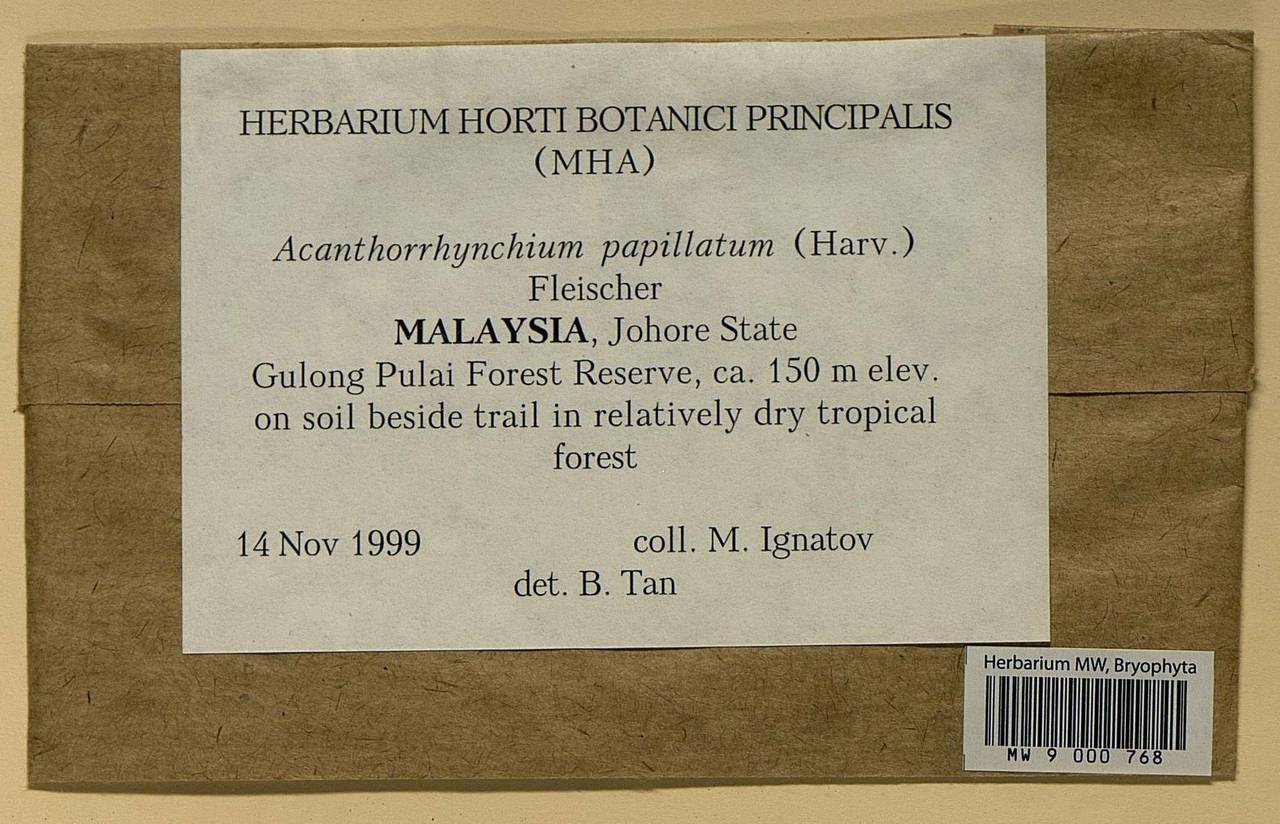 HERBARIUM HORTI BOTANICI PRINCIPALIS
(MHA)
Acanthorrhynchium papillatum (Harv.)
Fleischer
MALAYSIA, Johore State
Gulong Pulai Forest Reserve, ca. 150 m elev.
on soil beside trail in relatively dry tropical
forest
14 Nov 1999 coll. M. Ignatov
det. B. Tan
Herbarium MW, Bryophyta
MW 9 000 768